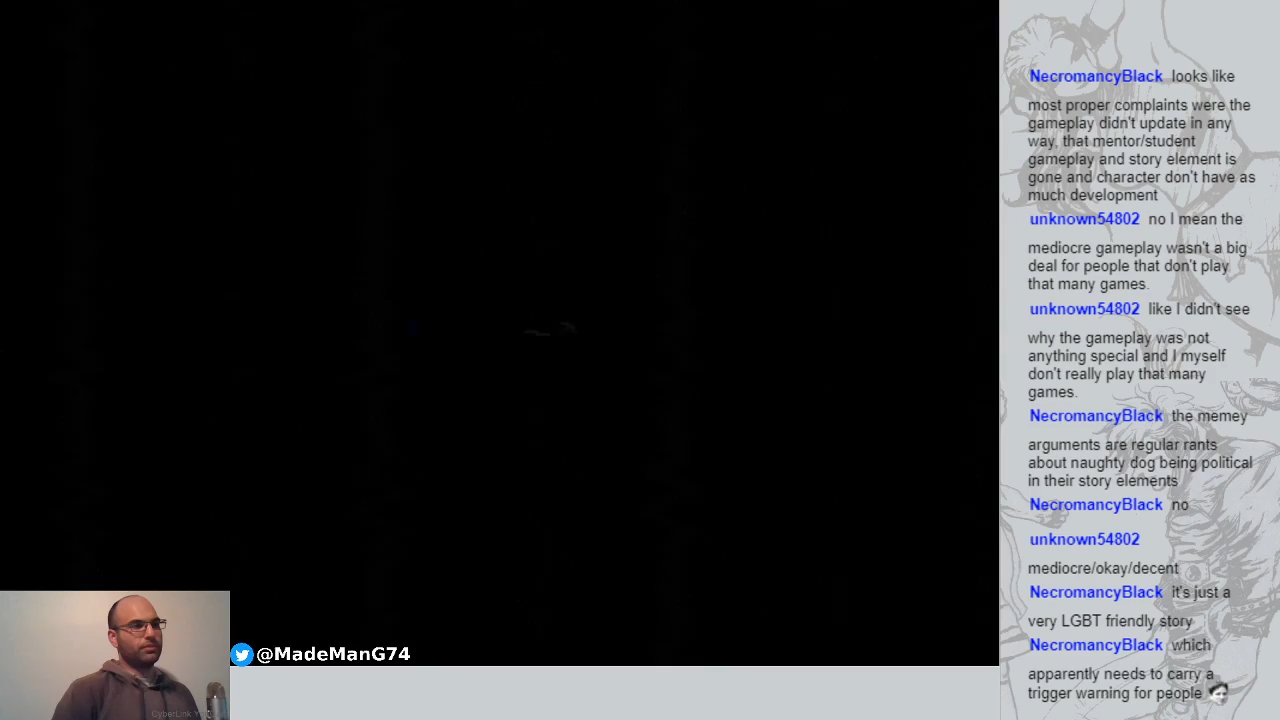 NecromancyBlack looks like
most proper complaints were the
gameplay didn't update in any
way, that mentor/student
gameplay and story element is
gone and character don't have as
much development
unknown54802 no I mean the
mediocre gameplay wasn't a big
deal for people that don't play
that many games.
unknown54802 like I didn't see
why the gameplay was not
anything special and I myself
don't really play that many
games.
NecromancyBlack the memey
arguments are regular rants
about naughty dog being political
in their story elements
NecromancyBlack no
unknown54802
mediocre/okay/decent
NecromancyBlack it's just a
very LGBT friendly story
NecromancyBlack which
apparently needs to carry a
trigger warning for people
@MadeManG74
CyberLink